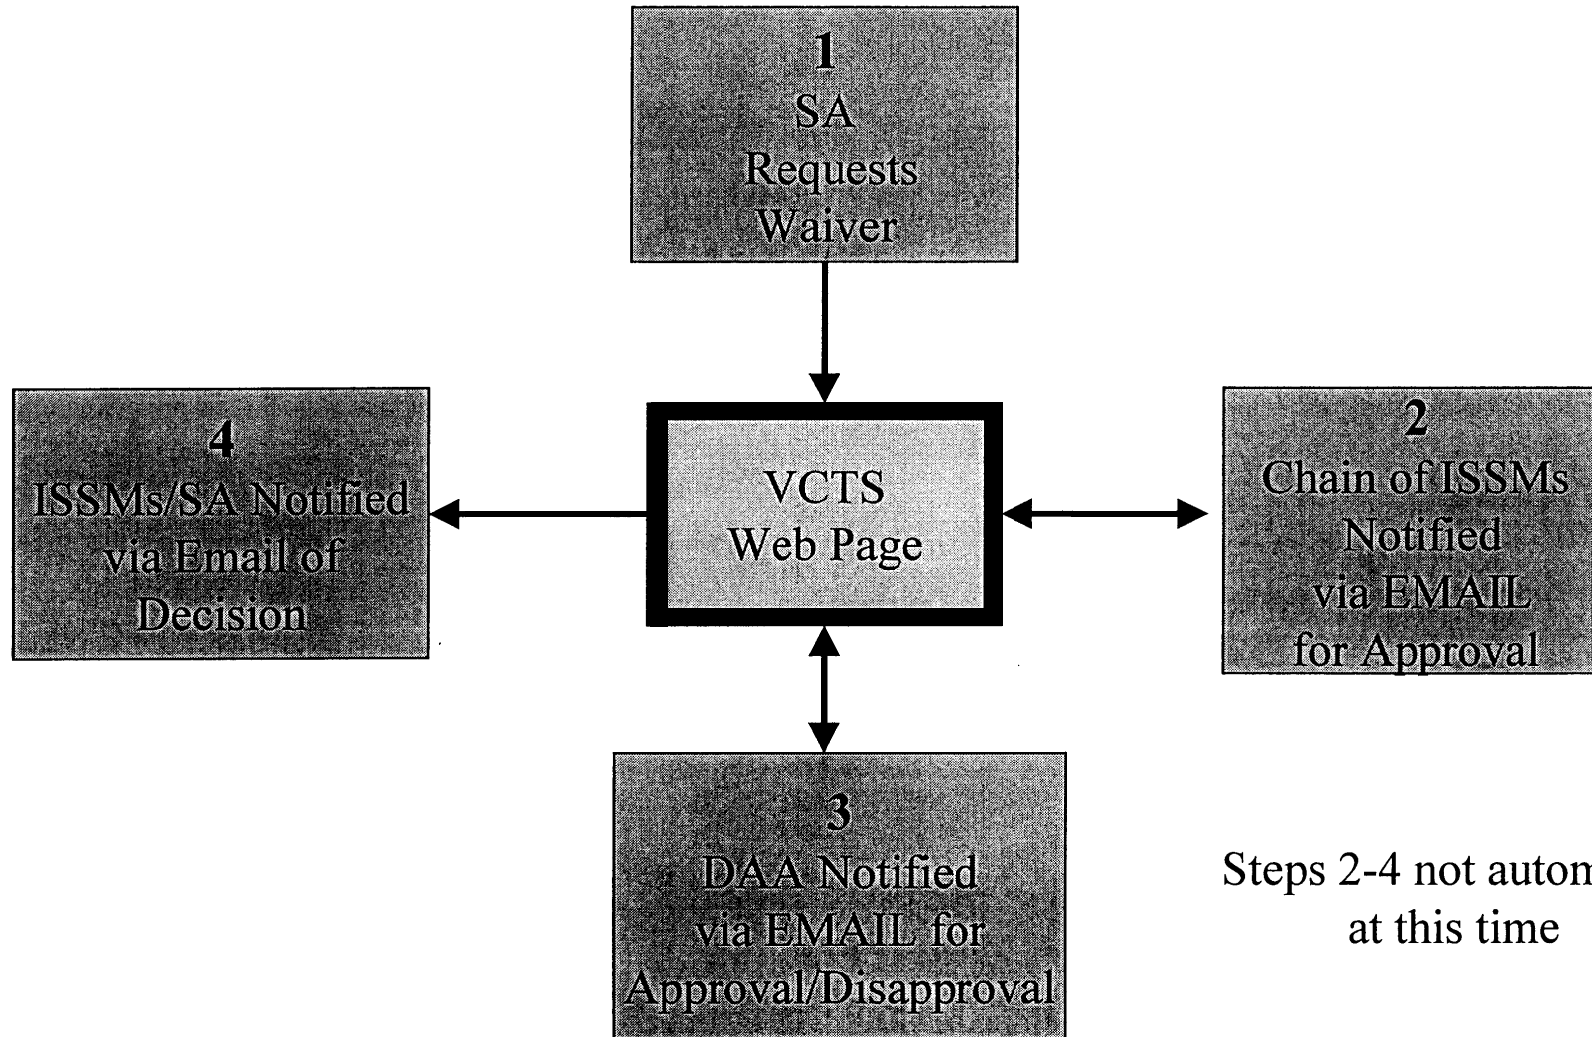 1
SA
Requests
Waiver
4
ISSMs/SA Notified
via Email of
Decision
VCTS
Web Page
2
Chain of ISSMs
Notified
via EMAIL
for Approval
3
DAA Notified
via EMAIL for
Approval/Disapproval
Steps 2-4 not
at this time